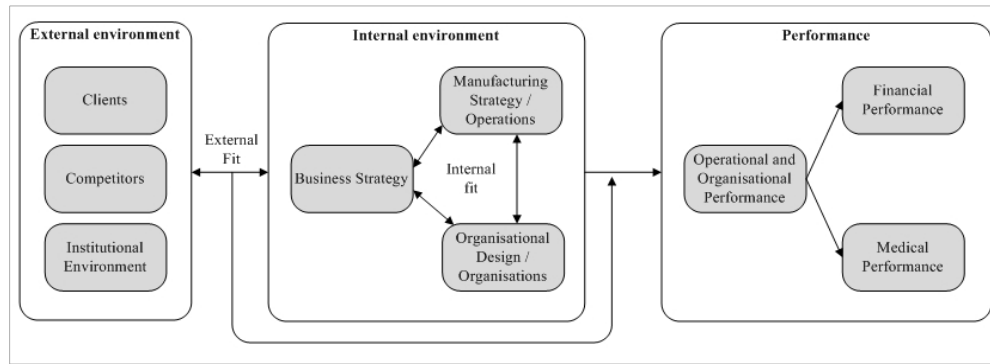 External environment
Clients
Competitors
Institutional
Environment
External
Fit
Internal environment
Business Strategy
Manufacturing
Strategy /
Operations
Internal
fit
Organisational
Design /
Organisations
Performance
Operational and
Organisational
Performance
Financial
Performance
Medical
Performance